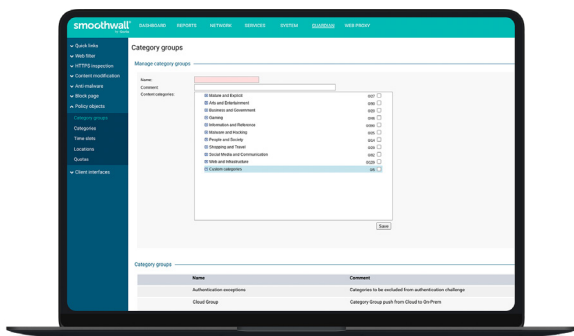 smoothwall
by Qoria
DASHBOARD REPORTS NETWORK SERVICES SYSTEM GUARDIAN WEB PROXY
Quick links
Web filter
HTTPS inspection
Content modification
Anti-malware
Block page
Policy objects
Category groups
Categories
Time slots
Locations
Quotas
Client interfaces
Category groups
Manage category groups
Name:
Comment
Content categories:
Mature and Explicit
Arts and Entertainment
Business and Government
Gaming
Information and Reference
Malware and Hacking
People and Society
Shopping and Travel
Social Media and Communication
Web and Infrastructure
Custom categories
Save
Category groups
Name Comment
Authentication exceptions Categories to be excluded from authentication challenge
Cloud Group Category Group push from Cloud to On-Prem